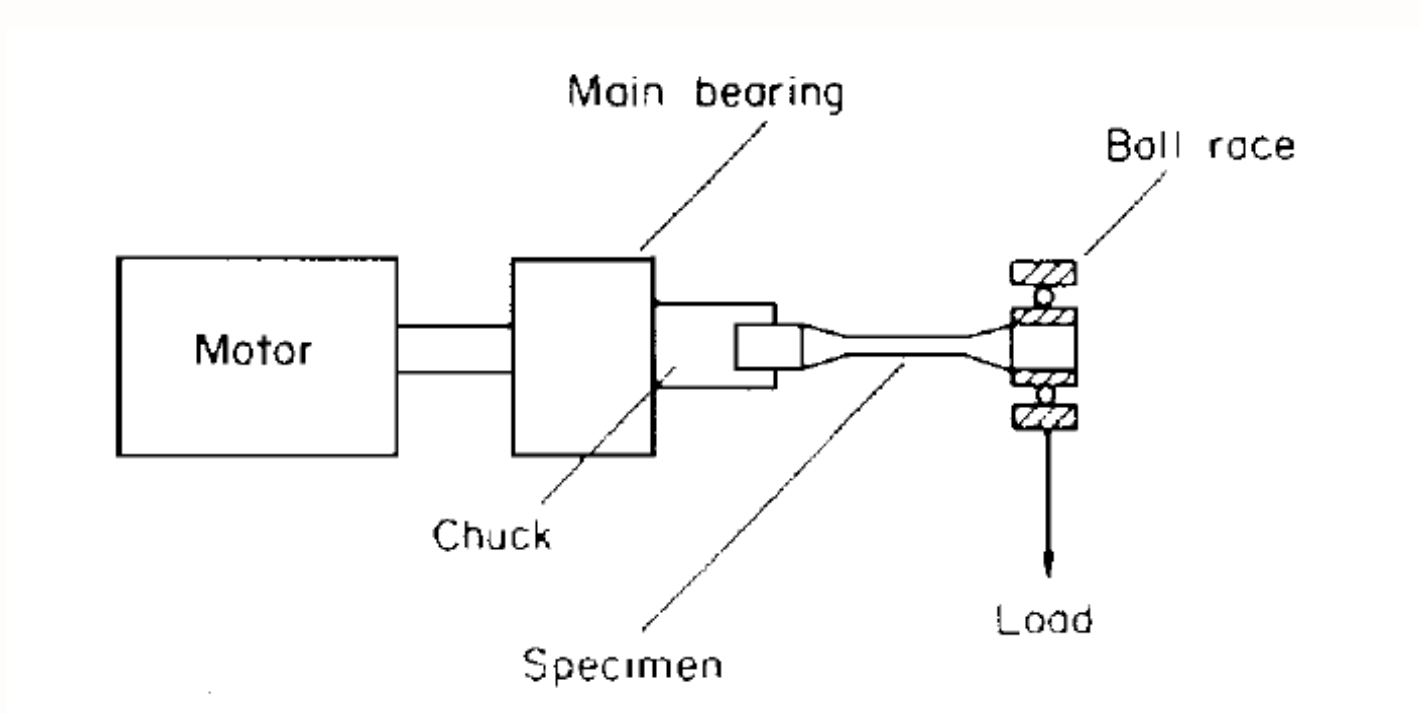 Main bearing
Ball race
Motor
Chuck
Load
Specimen